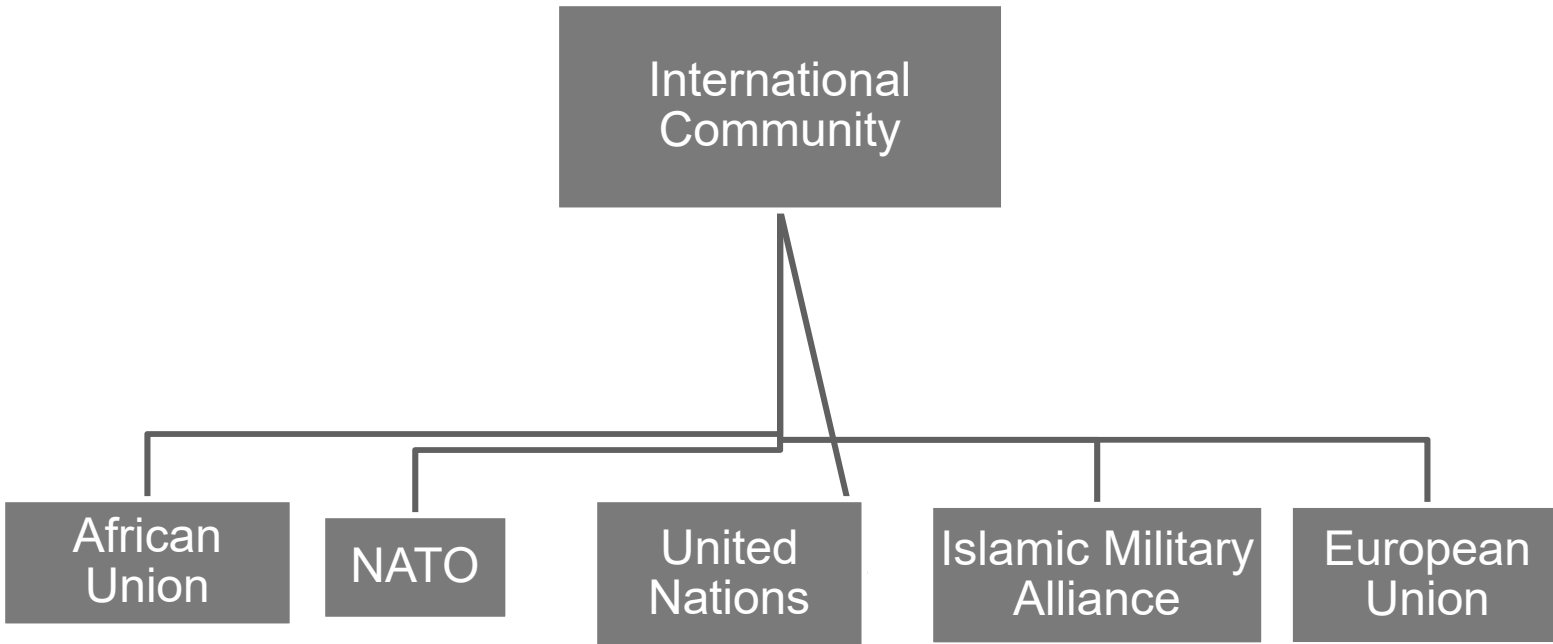 International
Community
African
Union
NATO
United
Nations
Islamic Military
Alliance
European
Union